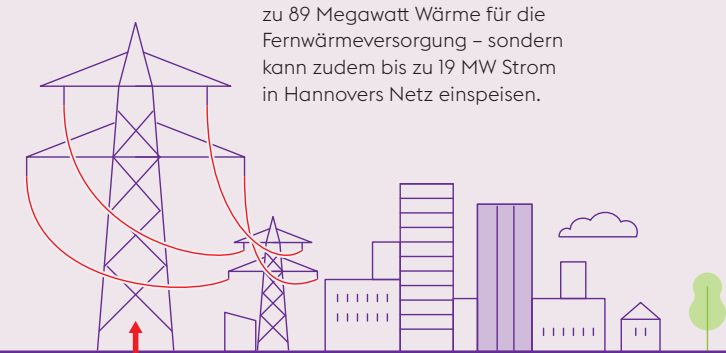 zu 89 Megawatt Wärme für die
Fernwärmeversorgung – sondern
kann zudem bis zu 19 MW Strom
in Hannovers Netz einspeisen.